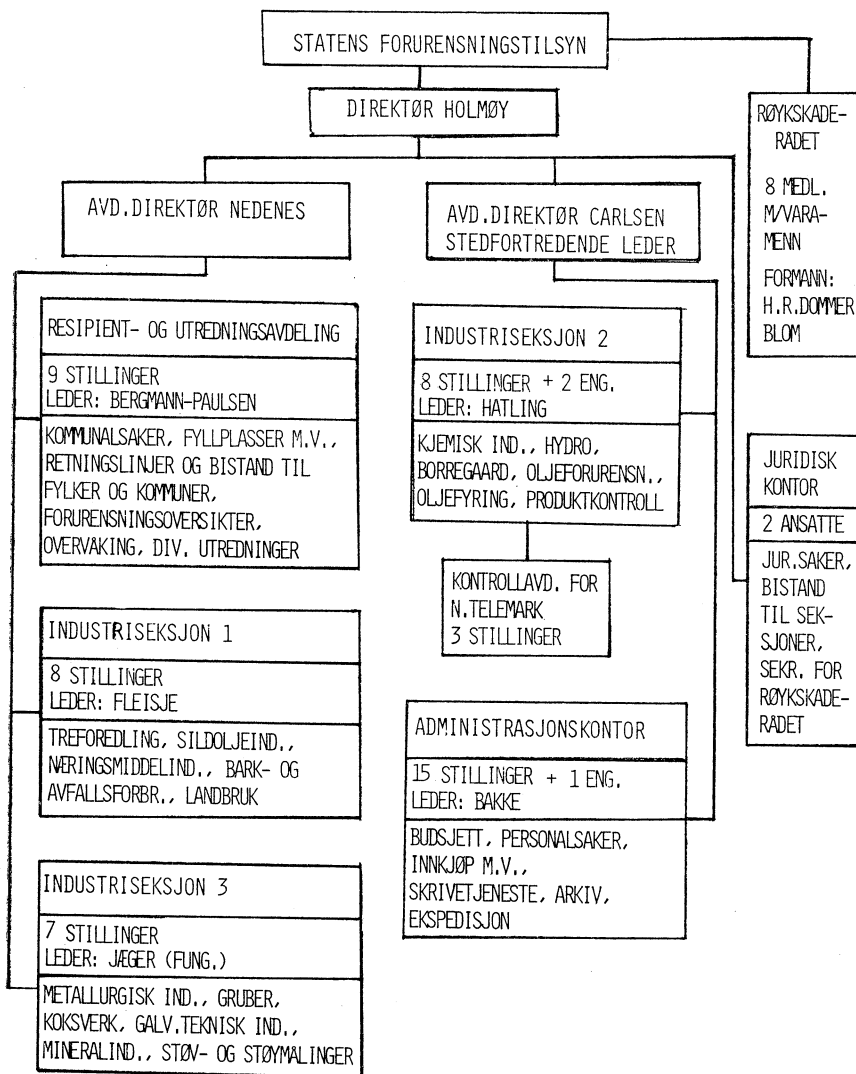 STATENS FORURENSNINGSTILSYN
DIREKTØR HOLMØY
RØYKSKADE-
RÅDET
8 MEDL.
M/VARA-
MENN
FORMANN:
H.R.DOMMER
BLOM
AVD.DIREKTØR NEDENES
AVD.DIREKTØR CARLSEN
STEDFORTREDENDE LEDER
RESIPIENT- OG UTREDNINGSAVDELING
9 STILLINGER
LEDER: BERGMANN-PAULSEN
KOMMUNALSAKER, FYLLPLASSER M.V.,
RETNINGSLINJER OG BISTAND TIL
FYLKER OG KOMMUNER,
FORURENSNINGSOVERSIKTER,
OVERVAKING, DIV. UTREDNINGER
INDUSTRISEKSJON 1
8 STILLINGER
LEDER: FLEISJE
TREFOREDLING, SILDOLJEIND.,
NÆRINGSMIDDELIND., BARK- OG
AVFALLSFORBR., LANDBRUK
INDUSTRISEKSJON 3
7 STILLINGER
LEDER: JÆGER (FUNG.)
METALLURGISK IND., GRUBER,
KOKSVERK, GALV.TEKNISK IND.,
MINERALIND., STØV- OG STØYMÅLINGER
INDUSTRISEKSJON 2
8 STILLINGER + 2 ENG.
LEDER: HATLING
KJEMISK IND., HYDRO,
BORREGAARD, OLJEFORURENSN.,
OLJEFYRING, PRODUKTKONTROLL
KONTROLLAVD. FOR
N.TELEMARK
3 STILLINGER
ADMINISTRASJONSKONTOR
15 STILLINGER + 1 ENG.
LEDER: BAKKE
BUDSJETT, PERSONALSAKER,
INNKJØP M.V.,
SKRIVETJENESTE, ARKIV,
EKSPEDISJON
JURIDISK
KONTOR
2 ANSATTE
JUR.SAKER,
BISTAND
TIL SEK-
SJONER,
SEKR. FOR
RØYKSKADE-
RÅDET